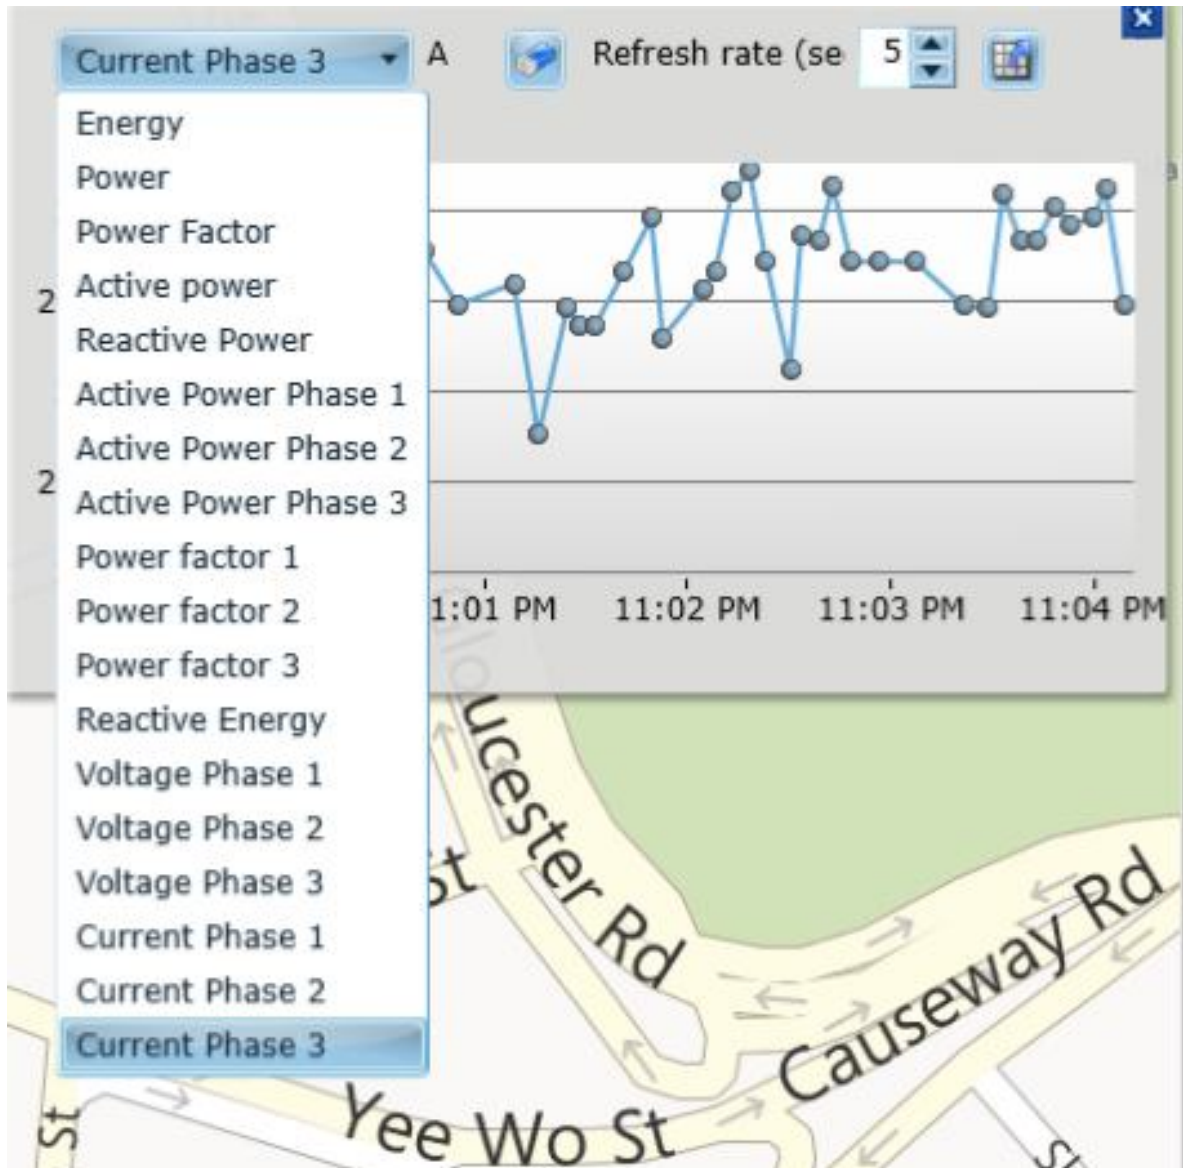 Current Phase 3 A Refresh rate (se 5
Energy
Power
Power Factor
Active power
Reactive Power
Active Power Phase 1
Active Power Phase 2
Active Power Phase 3
Power factor 1
Power factor 2
Power factor 3
Reactive Energy
Voltage Phase 1
Voltage Phase 2
Voltage Phase 3
Current Phase 1
Current Phase 2
Current Phase 3
2
2
1:01 PM 11:02 PM 11:03 PM 11:04 PM
Gloucester Rd
St
Causeway Rd
Yee Wo St
St
St